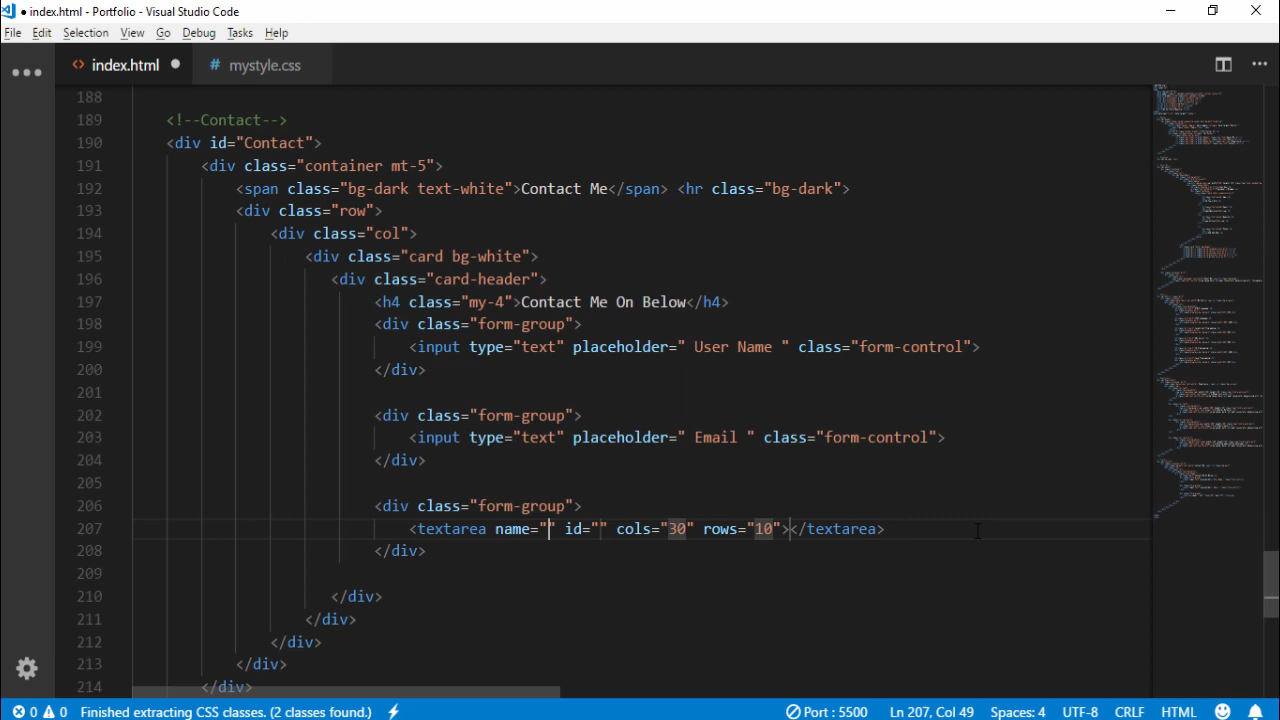 ● index.html - Portfolio - Visual Studio Code
File Edit Selection View Go Debug Tasks Help
<> index.html ● # mystyle.css
188
189 <!--Contact-->
190 <div id="Contact">
191 <div class="container mt-5">
192 <span class="bg-dark text-white">Contact Me</span> <hr class="bg-dark">
193 <div class="row">
194 <div class="col">
195 <div class="card bg-white">
196 <div class="card-header">
197 <h4 class="my-4">Contact Me On Below</h4>
198 <div class="form-group">
199 <input type="text" placeholder=" User Name " class="form-control">
200 </div>
201
202 <div class="form-group">
203 <input type="text" placeholder=" Email " class="form-control">
204 </div>
205
206 <div class="form-group">
207 <textarea name="" id="" cols="30" rows="10"></textarea>
208 </div>
209
210 </div>
211 </div>
212 </div>
213 </div>
214 </div>
0 0 Finished extracting CSS classes. (2 classes found.) Port : 5500 Ln 207, Col 49 Spaces: 4 UTF-8 CRLF HTML